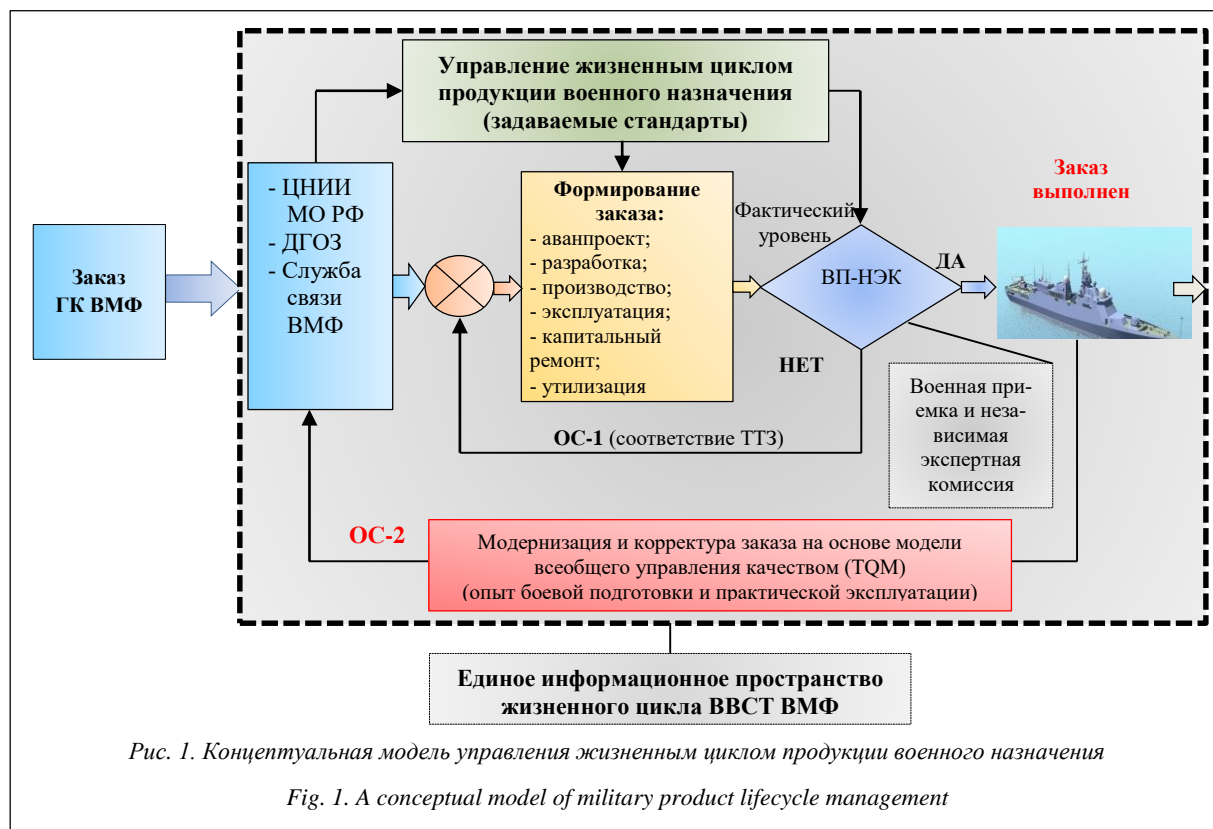 Управление жизненным циклом
продукции военного назначения
(задаваемые стандарты)
Заказ
ГК ВМФ
- ЦНИИ
МО РФ
- ДГОЗ
- Служба
связи
ВМФ
Формирование
заказа:
- аванпроект;
- разработка;
- производство;
- эксплуатация;
- капитальный
ремонт;
- утилизация
Фактический
уровень
ВП-НЭК
ДА
НЕТ
Заказ
выполнен
ОС-1 (соответствие ТТЗ)
Военная при-
емка и неза-
висимая
экспертная
комиссия
ОС-2
Модернизация и корректура заказа на основе модели
всеобщего управления качеством (TQM)
(опыт боевой подготовки и практической эксплуатации)
Единое информационное пространство
жизненного цикла ВВСТ ВМФ
Рис. 1. Концептуальная модель управления жизненным циклом продукции военного назначения
Fig. 1. A conceptual model of military product lifecycle management